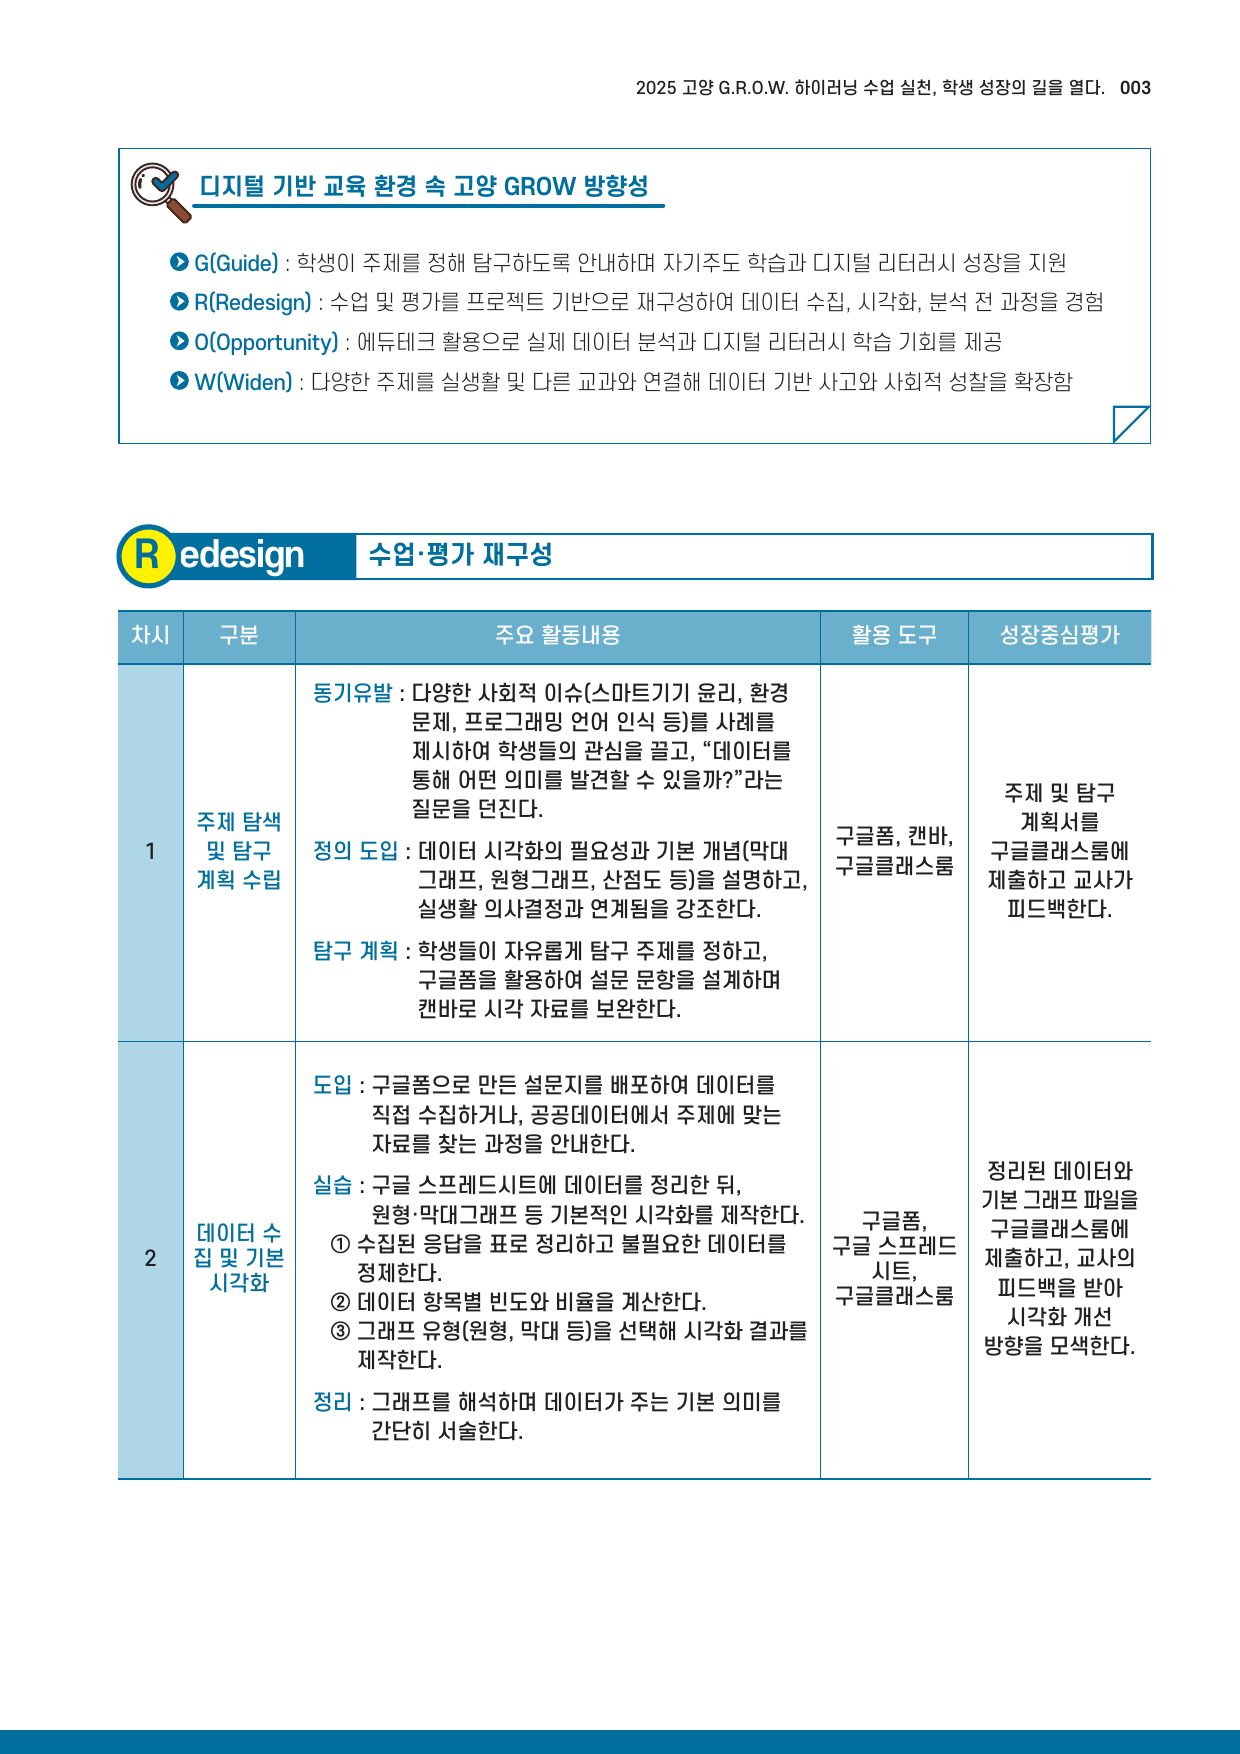 2025 고양 G.R.O.W. 하이러닝 수업 실천, 학생 성장의 길을 열다. 003
디지털 기반 교육 환경 속 고양 GROW 방향성
G(Guide) : 학생이 주제를 정해 탐구하도록 안내하며 자기주도 학습과 디지털 리터러시 성장을 지원
R(Redesign) : 수업 및 평가를 프로젝트 기반으로 재구성하여 데이터 수집, 시각화, 분석 전 과정을 경험
O(Opportunity) : 에듀테크 활용으로 실제 데이터 분석과 디지털 리터러시 학습 기회를 제공
W(Widen) : 다양한 주제를 실생활 및 다른 교과와 연결해 데이터 기반 사고와 사회적 성찰을 확장함
Redesign 수업·평가 재구성
차시 구분 주요 활동내용 활용 도구 성장중심평가
1
주제 탐색
및 탐구
계획 수립
동기유발 : 다양한 사회적 이슈(스마트기기 윤리, 환경
문제, 프로그래밍 언어 인식 등)를 사례를
제시하여 학생들의 관심을 끌고, “데이터를
통해 어떤 의미를 발견할 수 있을까?”라는
질문을 던진다.
정의 도입 : 데이터 시각화의 필요성과 기본 개념(막대
그래프, 원형그래프, 산점도 등)을 설명하고,
실생활 의사결정과 연계됨을 강조한다.
탐구 계획 : 학생들이 자유롭게 탐구 주제를 정하고,
구글폼을 활용하여 설문 문항을 설계하며
캔바로 시각 자료를 보완한다.
구글폼, 캔바,
구글클래스룸
주제 및 탐구
계획서를
구글클래스룸에
제출하고 교사가
피드백한다.
2
데이터 수
집 및 기본
시각화
도입 : 구글폼으로 만든 설문지를 배포하여 데이터를
직접 수집하거나, 공공데이터에서 주제에 맞는
자료를 찾는 과정을 안내한다.
실습 : 구글 스프레드시트에 데이터를 정리한 뒤,
원형·막대그래프 등 기본적인 시각화를 제작한다.
① 수집된 응답을 표로 정리하고 불필요한 데이터를
정제한다.
② 데이터 항목별 빈도와 비율을 계산한다.
③ 그래프 유형(원형, 막대 등)을 선택해 시각화 결과를
제작한다.
정리 : 그래프를 해석하며 데이터가 주는 기본 의미를
간단히 서술한다.
구글폼,
구글 스프레드
시트,
구글클래스룸
정리된 데이터와
기본 그래프 파일을
구글클래스룸에
제출하고, 교사의
피드백을 받아
시각화 개선
방향을 모색한다.